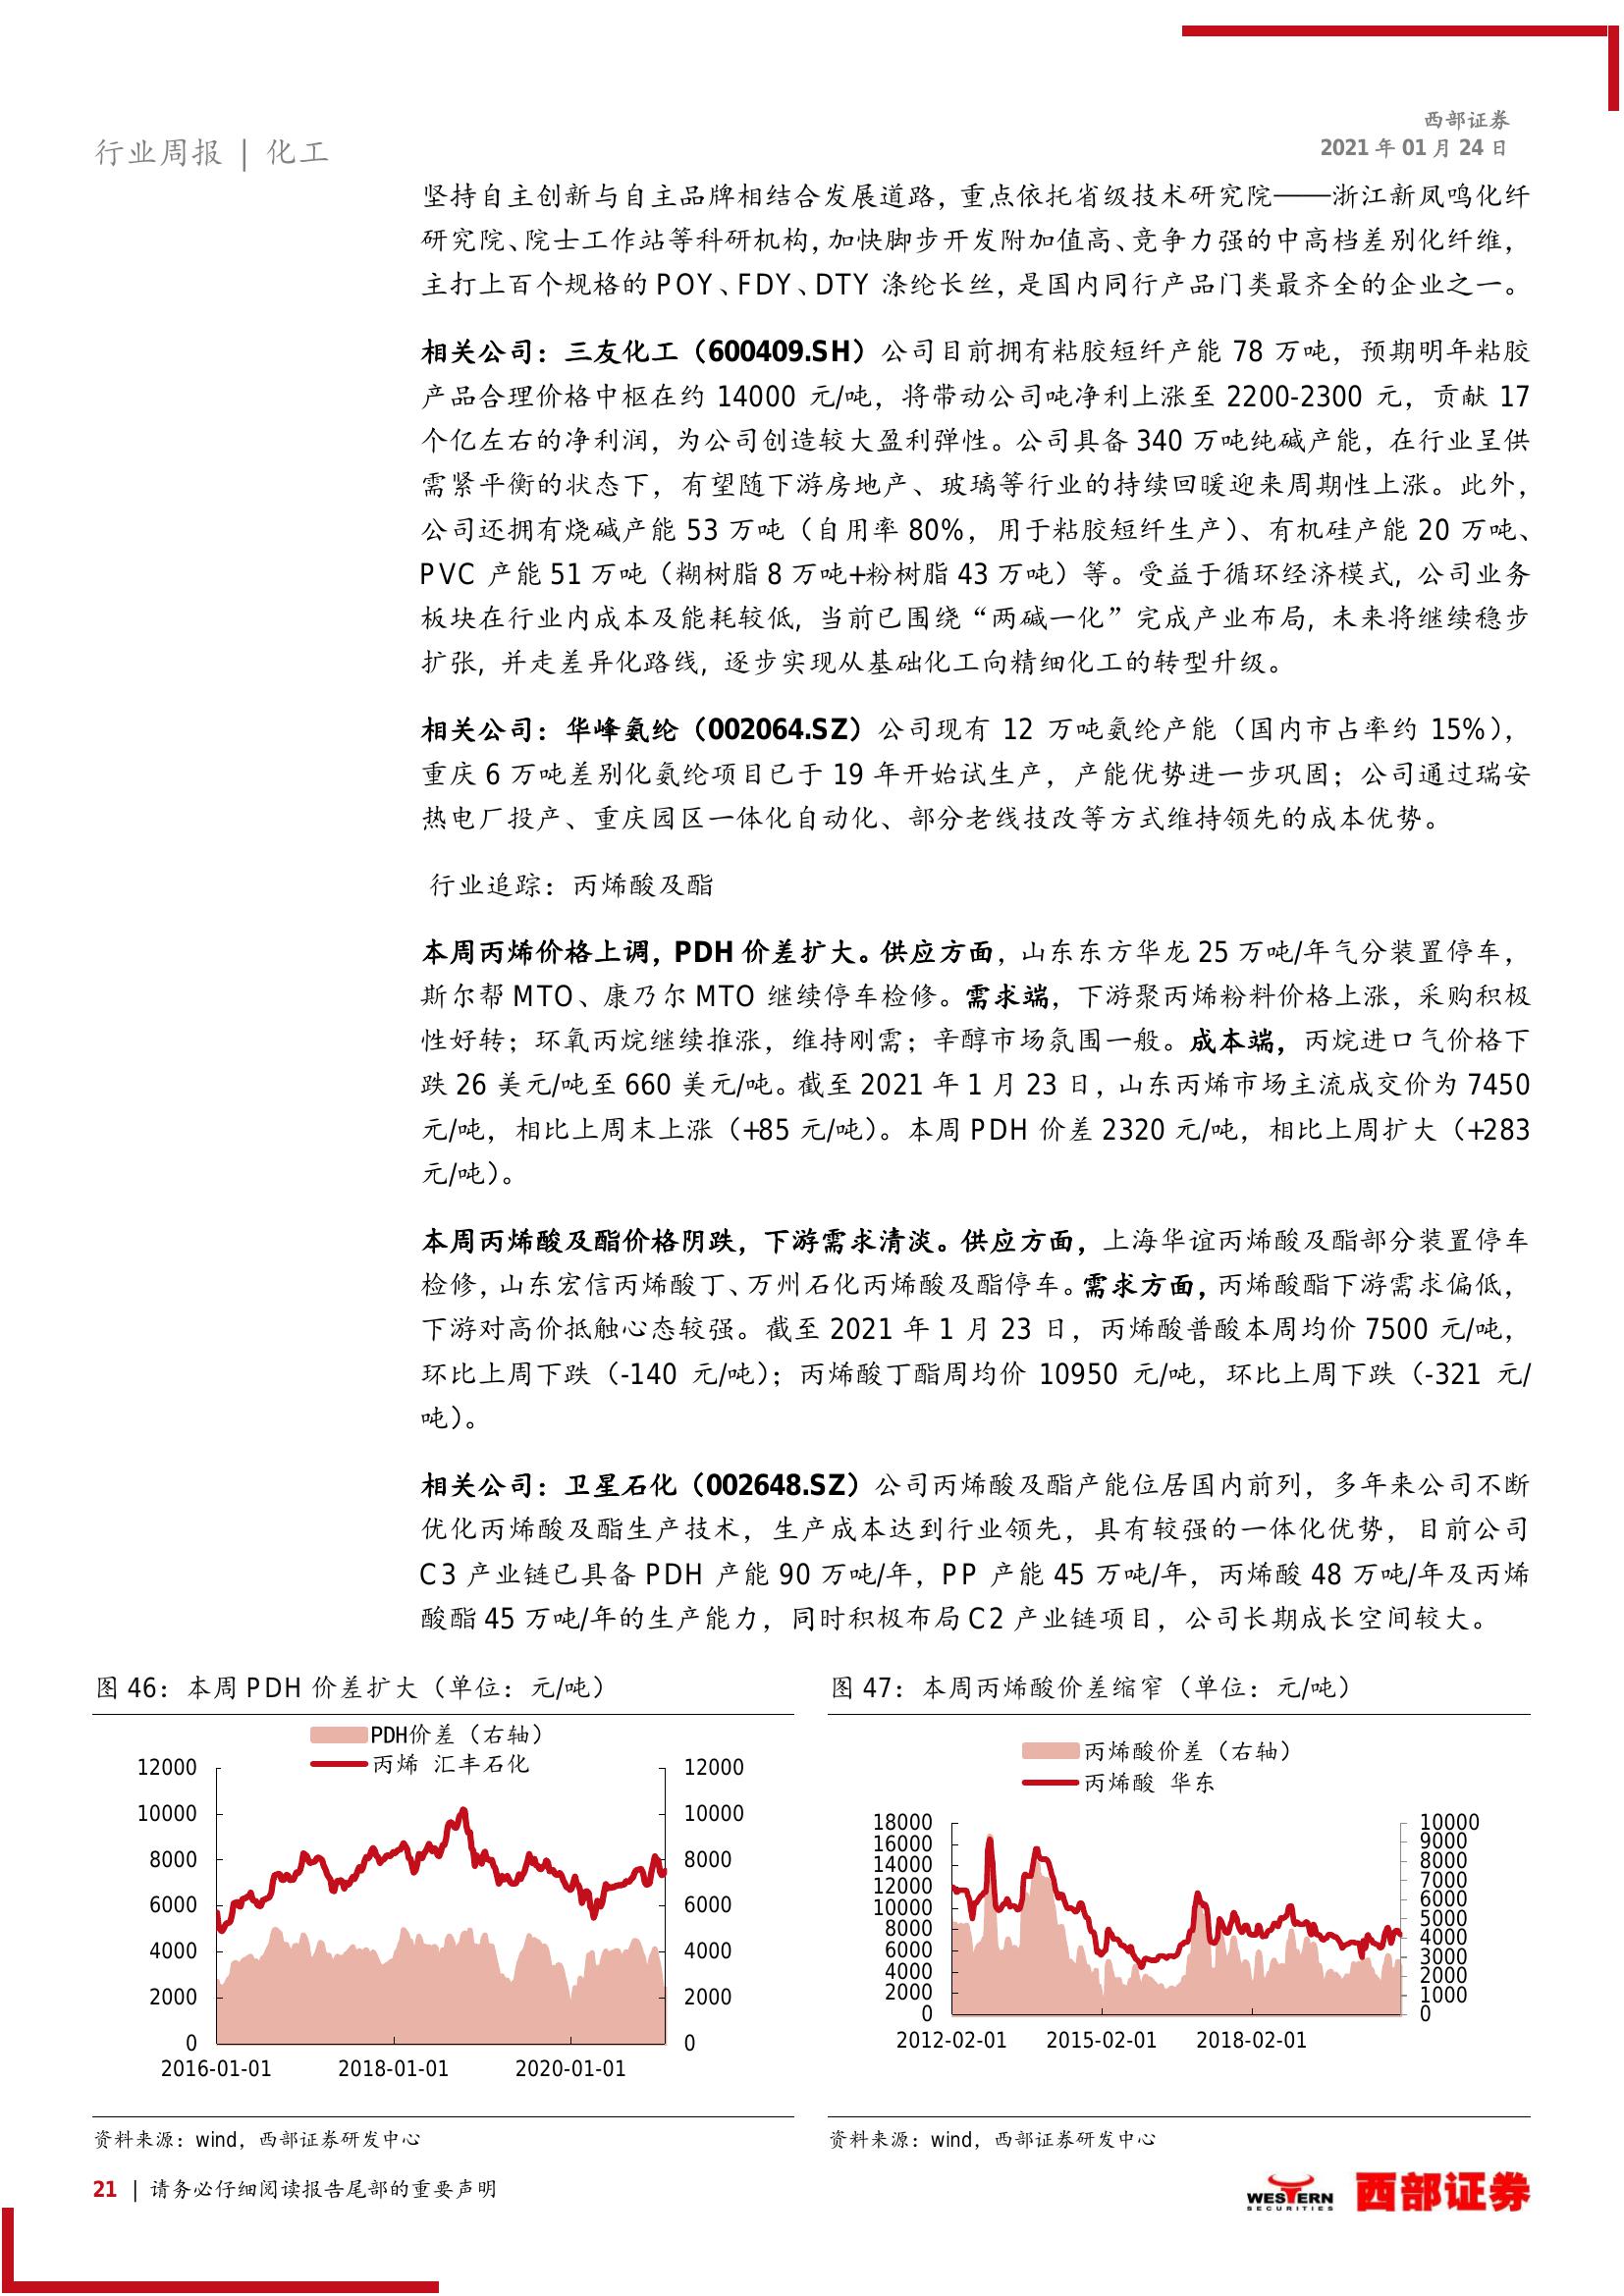 西部证券
行业周报 | 化工
2021 年 01 月 24 日
坚持自主创新与自主品牌相结合发展道路，重点依托省级技术研究院——浙江新凤鸣化纤
研究院、院士工作站等科研机构，加快脚步开发附加值高、竞争力强的中高档差别化纤维，
主打上百个规格的 POY、FDY、DTY 涤纶长丝，是国内同行产品门类最齐全的企业之一。
相关公司：三友化工（600409.SH）公司目前拥有粘胶短纤产能 78 万吨，预期明年粘胶
产品合理价格中枢在约 14000 元/吨，将带动公司吨净利上涨至 2200-2300 元，贡献 17
个亿左右的净利润，为公司创造较大盈利弹性。公司具备 340 万吨纯碱产能，在行业呈供
需紧平衡的状态下，有望随下游房地产、玻璃等行业的持续回暖迎来周期性上涨。此外，
公司还拥有烧碱产能 53 万吨（自用率 80%，用于粘胶短纤生产）、有机硅产能 20 万吨、
PVC 产能 51 万吨（糊树脂 8 万吨+粉树脂 43 万吨）等。受益于循环经济模式，公司业务
板块在行业内成本及能耗较低，当前已围绕“两碱一化”完成产业布局，未来将继续稳步
扩张，并走差异化路线，逐步实现从基础化工向精细化工的转型升级。
相关公司：华峰氨纶（002064.SZ）公司现有 12 万吨氨纶产能（国内市占率约 15%），
重庆 6 万吨差别化氨纶项目已于 19 年开始试生产，产能优势进一步巩固；公司通过瑞安
热电厂投产、重庆园区一体化自动化、部分老线技改等方式维持领先的成本优势。
行业追踪：丙烯酸及酯
本周丙烯价格上调，PDH 价差扩大。供应方面，山东东方华龙 25 万吨/年气分装置停车，
斯尔帮 MTO、康乃尔 MTO 继续停车检修。需求端，下游聚丙烯粉料价格上涨，采购积极
性好转；环氧丙烷继续推涨，维持刚需；辛醇市场氛围一般。成本端，丙烷进口气价格下
跌 26 美元/吨至 660 美元/吨。截至 2021 年 1 月 23 日，山东丙烯市场主流成交价为 7450
元/吨，相比上周末上涨（+85 元/吨）。本周 PDH 价差 2320 元/吨，相比上周扩大（+283
元/吨）。
本周丙烯酸及酯价格阴跌，下游需求清淡。供应方面，上海华谊丙烯酸及酯部分装置停车
检修，山东宏信丙烯酸丁、万州石化丙烯酸及酯停车。需求方面，丙烯酸酯下游需求偏低，
下游对高价抵触心态较强。截至 2021 年 1 月 23 日，丙烯酸普酸本周均价 7500 元/吨，
环比上周下跌（-140 元/吨）；丙烯酸丁酯周均价 10950 元/吨，环比上周下跌（-321 元/
吨）。
相关公司：卫星石化（002648.SZ）公司丙烯酸及酯产能位居国内前列，多年来公司不断
优化丙烯酸及酯生产技术，生产成本达到行业领先，具有较强的一体化优势，目前公司
C3 产业链已具备 PDH 产能 90 万吨/年，PP 产能 45 万吨/年，丙烯酸 48 万吨/年及丙烯
酸酯 45 万吨/年的生产能力，同时积极布局 C2 产业链项目，公司长期成长空间较大。
图 46：本周 PDH 价差扩大（单位：元/吨）
PDH价差（右轴）
丙烯 汇丰石化
12000
10000
8000
6000
4000
2000
0
12000
10000
8000
6000
4000
2000
0
2016-01-01 2018-01-01 2020-01-01
资料来源：wind，西部证券研发中心
图 47：本周丙烯酸价差缩窄（单位：元/吨）
丙烯酸价差（右轴）
丙烯酸 华东
18000
16000
14000
12000
10000
8000
6000
4000
2000
0
10000
9000
8000
7000
6000
5000
4000
3000
2000
1000
0
2012-02-01 2015-02-01 2018-02-01
资料来源：wind，西部证券研发中心
21 | 请务必仔细阅读报告尾部的重要声明
WESTERN
SECURITIES
西部证券